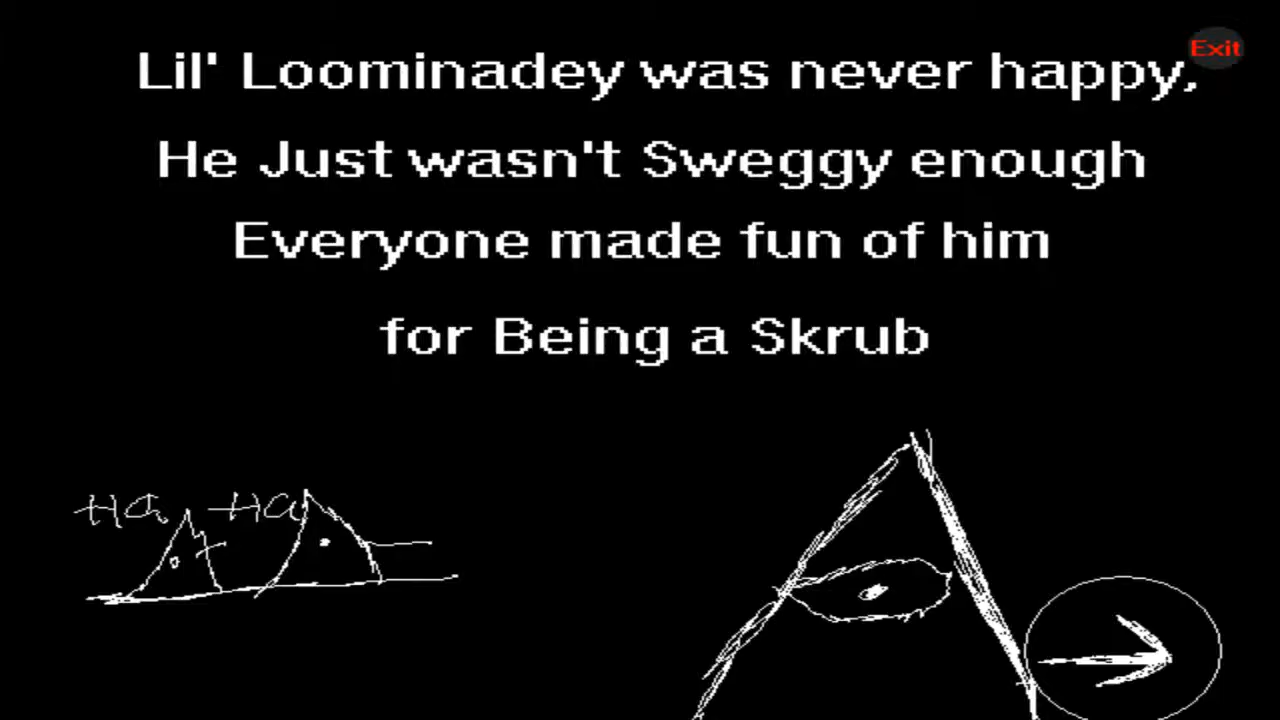 Lil' Loominadey was never happy,
Exit
He Just wasn't Sweggy enough
Everyone made fun of him
for Being a Skrub
Ha Ha